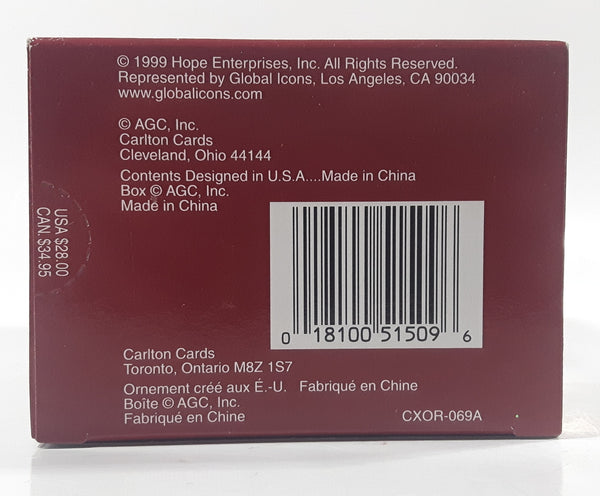 © 1999 Hope Enterprises, Inc. All Rights Reserved.
Represented by Global Icons, Los Angeles, CA 90034
www.globalicons.com
© AGC, Inc.
Carlton Cards
Cleveland, Ohio 44144
Contents Designed in U.S.A....Made in China
Box © AGC, Inc.
Made in China
USA $28.00
CAN. $34.95
0 18100 51509 6
Carlton Cards
Toronto, Ontario M8Z 1S7
Ornement créé aux É.-U. Fabriqué en Chine
Boîte © AGC, Inc.
Fabriqué en Chine
CXOR-069A